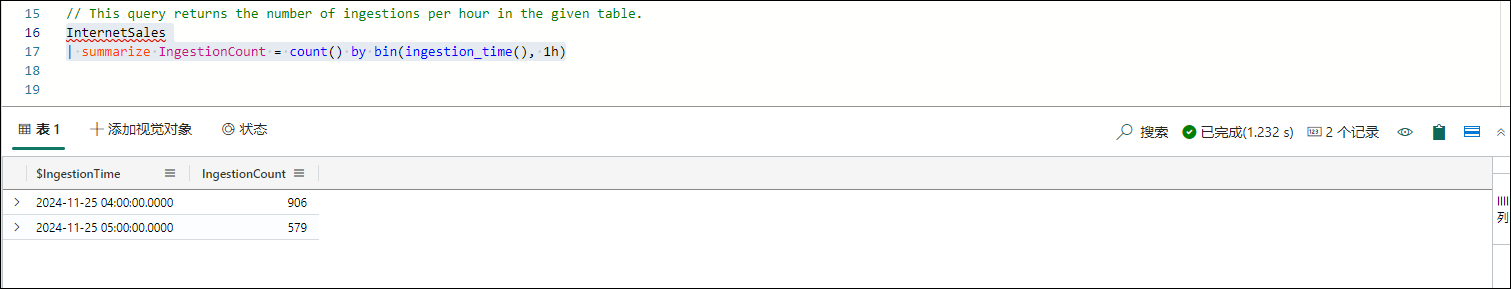 15 // This query returns the number of ingestions per hour in the given table.
16 InternetSales
17 | summarize IngestionCount = count() by bin(ingestion_time(), 1h)
18
19
表 1 添加视觉对象 状态 搜索 已完成(1.232 s) 2 个记录
$IngestionTime IngestionCount
2024-11-25 04:00:00.0000 906
2024-11-25 05:00:00.0000 579
列